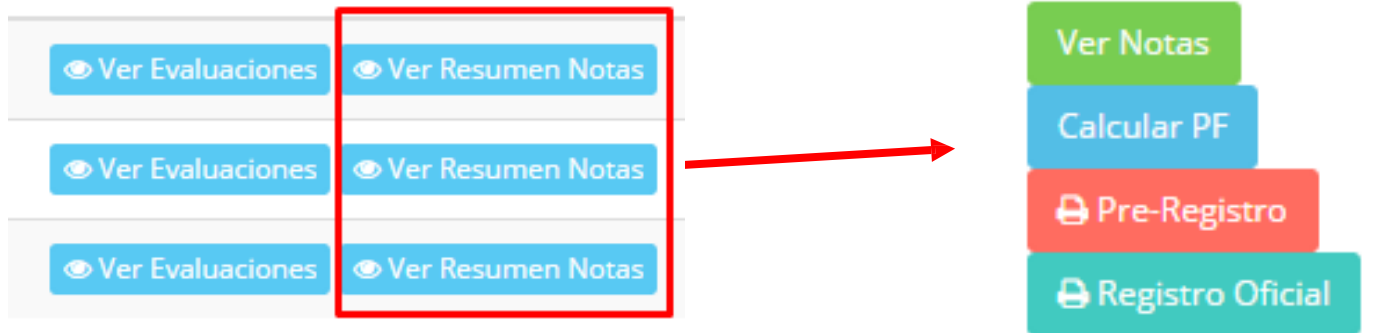 Ver Evaluaciones Ver Resumen Notas
Ver Evaluaciones Ver Resumen Notas
Ver Evaluaciones Ver Resumen Notas
Ver Notas
Calcular PF
Pre-Registro
Registro Oficial